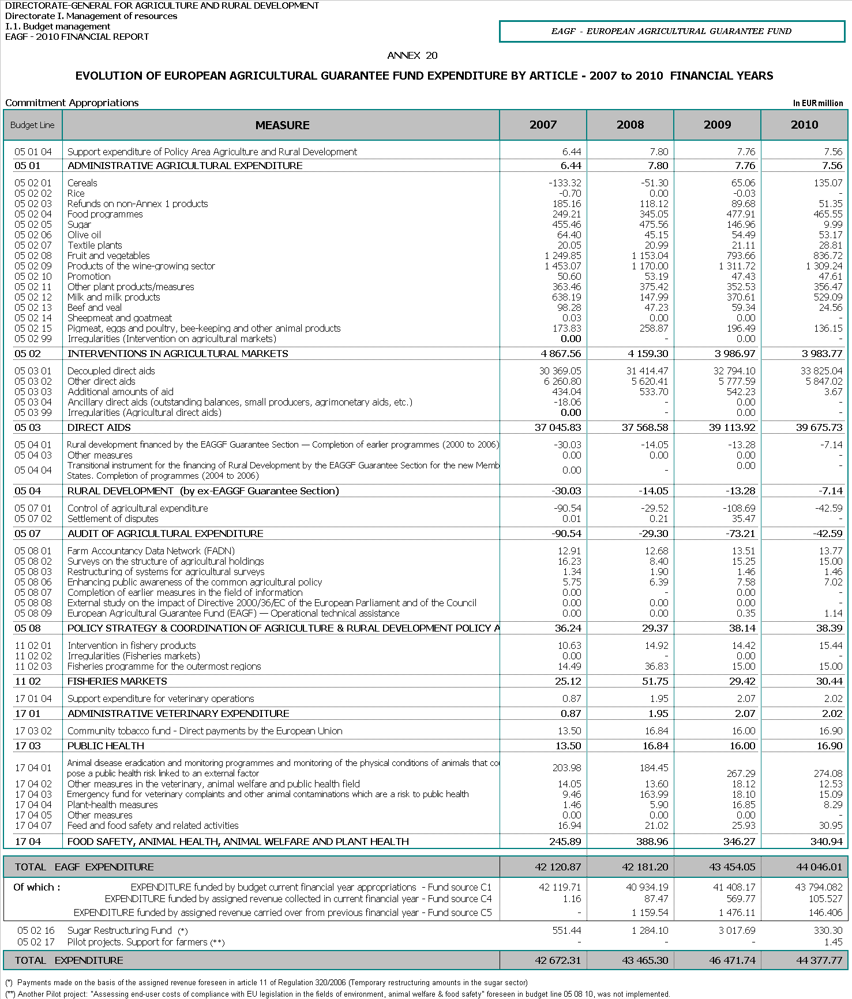 DIRECTORATE-GENERAL FOR AGRICULTURE AND RURAL DEVELOPMENT
Directorate I. Management of resources
I.1. Budget management
EAGF - 2010 FINANCIAL REPORT
EAGF - EUROPEAN AGRICULTURAL GUARANTEE FUND
ANNEX 20
EVOLUTION OF EUROPEAN AGRICULTURAL GUARANTEE FUND EXPENDITURE BY ARTICLE - 2007 to 2010 FINANCIAL YEARS
Commitment Appropriations In EUR million
Budget Line MEASURE 2007 2008 2009 2010
05 01 04 Support expenditure of Policy Area Agriculture and Rural Development 6.44 7.80 7.76 7.56
05 01 ADMINISTRATIVE AGRICULTURAL EXPENDITURE 6.44 7.80 7.76 7.56
05 02 01 Cereals -133.32 -51.30 65.06 135.07
05 02 02 Rice -0.70 0.00 -0.03 -
05 02 03 Refunds on non-Annex 1 products 185.16 118.12 89.68 51.35
05 02 04 Food programmes 249.21 345.05 477.91 465.55
05 02 05 Sugar 455.46 475.56 146.96 9.99
05 02 06 Olive oil 64.40 45.15 54.49 53.17
05 02 07 Textile plants 20.05 20.99 21.11 28.81
05 02 08 Fruit and vegetables 1 249.85 1 153.04 793.66 836.72
05 02 09 Products of the wine-growing sector 1 453.07 1 170.00 1 311.72 1 309.24
05 02 10 Promotion 50.60 53.19 47.43 47.61
05 02 11 Other plant products/measures 363.46 375.42 352.53 356.47
05 02 12 Milk and milk products 638.19 147.99 370.61 529.09
05 02 13 Beef and veal 98.28 47.23 59.34 24.56
05 02 14 Sheepmeat and goatmeat 0.03 0.00 0.00 -
05 02 15 Pigmeat, eggs and poultry, bee-keeping and other animal products 173.83 258.87 196.49 136.15
05 02 99 Irregularities (Intervention on agricultural markets) 0.00 - 0.00 -
05 02 INTERVENTIONS IN AGRICULTURAL MARKETS 4 867.56 4 159.30 3 986.97 3 983.77
05 03 01 Decoupled direct aids 30 369.05 31 414.47 32 794.10 33 825.04
05 03 02 Other direct aids 6 260.80 5 620.41 5 777.59 5 847.02
05 03 03 Additional amounts of aid 434.04 533.70 542.23 3.67
05 03 04 Ancillary direct aids (outstanding balances, small producers, agrimonetary aids, etc.) -18.06 - 0.00 -
05 03 99 Irregularities (Agricultural direct aids) 0.00 - 0.00 -
05 03 DIRECT AIDS 37 045.83 37 568.58 39 113.92 39 675.73
05 04 01 Rural development financed by the EAGGF Guarantee Section — Completion of earlier programmes (2000 to 2006) -30.03 -14.05 -13.28 -7.14
05 04 03 Other measures 0.00 0.00 0.00 -
05 04 04 Transitional instrument for the financing of Rural Development by the EAGGF Guarantee Section for the new Memb 0.00 - 0.00 -
States. Completion of programmes (2004 to 2006)
05 04 RURAL DEVELOPMENT (by ex-EAGGF Guarantee Section) -30.03 -14.05 -13.28 -7.14
05 07 01 Control of agricultural expenditure -90.54 -29.52 -108.69 -42.59
05 07 02 Settlement of disputes 0.01 0.21 35.47 -
05 07 AUDIT OF AGRICULTURAL EXPENDITURE -90.54 -29.30 -73.21 -42.59
05 08 01 Farm Accountancy Data Network (FADN) 12.91 12.68 13.51 13.77
05 08 02 Surveys on the structure of agricultural holdings 16.23 8.40 15.25 15.00
05 08 03 Restructuring of systems for agricultural surveys 1.34 1.90 1.46 1.46
05 08 06 Enhancing public awareness of the common agricultural policy 5.75 6.39 7.58 7.02
05 08 07 Completion of earlier measures in the field of information 0.00 - 0.00 -
05 08 08 External study on the impact of Directive 2000/36/EC of the European Parliament and of the Council 0.00 0.00 0.00 -
05 08 09 European Agricultural Guarantee Fund (EAGF) — Operational technical assistance 0.00 0.00 0.35 1.14
05 08 POLICY STRATEGY & COORDINATION OF AGRICULTURE & RURAL DEVELOPMENT POLICY A 36.24 29.37 38.14 38.39
11 02 01 Intervention in fishery products 10.63 14.92 14.42 15.44
11 02 02 Irregularities (Fisheries markets) 0.00 - 0.00 -
11 02 03 Fisheries programme for the outermost regions 14.49 36.83 15.00 15.00
11 02 FISHERIES MARKETS 25.12 51.75 29.42 30.44
17 01 04 Support expenditure for veterinary operations 0.87 1.95 2.07 2.02
17 01 ADMINISTRATIVE VETERINARY EXPENDITURE 0.87 1.95 2.07 2.02
17 03 02 Community tobacco fund - Direct payments by the European Union 13.50 16.84 16.00 16.90
17 03 PUBLIC HEALTH 13.50 16.84 16.00 16.90
17 04 01 Animal disease eradication and monitoring programmes and monitoring of the physical conditions of animals that cou 203.98 184.45
pose a public health risk linked to an external factor 267.29 274.08
17 04 02 Other measures in the veterinary, animal welfare and public health field 14.05 13.60 18.12 12.53
17 04 03 Emergency fund for veterinary complaints and other animal contaminations which are a risk to public health 9.46 163.99 18.10 15.09
17 04 04 Plant-health measures 1.46 5.90 16.85 8.29
17 04 05 Other measures 0.00 0.00 0.00 -
17 04 07 Feed and food safety and related activities 16.94 21.02 25.93 30.95
17 04 FOOD SAFETY, ANIMAL HEALTH, ANIMAL WELFARE AND PLANT HEALTH 245.89 388.96 346.27 340.94
TOTAL EAGF EXPENDITURE 42 120.87 42 181.20 43 454.05 44 046.01
Of which : EXPENDITURE funded by budget current financial year appropriations - Fund source C1 42 119.71 40 934.19 41 408.17 43 794.082
EXPENDITURE funded by assigned revenue collected in current financial year - Fund source C4 1.16 87.47 569.77 105.527
EXPENDITURE funded by assigned revenue carried over from previous financial year - Fund source C5 - 1 159.54 1 476.11 146.406
05 02 16 Sugar Restructuring Fund (*) 551.44 1 284.10 3 017.69 330.30
05 02 17 Pilot projects. Support for farmers (**) - - - 1.45
TOTAL EXPENDITURE 42 672.31 43 465.30 46 471.74 44 377.77
(*) Payments made on the basis of the assigned revenue foreseen in article 11 of Regulation 320/2006 (Temporary restructuring amounts in the sugar sector)
(**) Another Pilot project: "Assessing end-user costs of compliance with EU legislation in the fields of environment, animal welfare & food safety" foreseen in budget line 05 08 10, was not implemented.